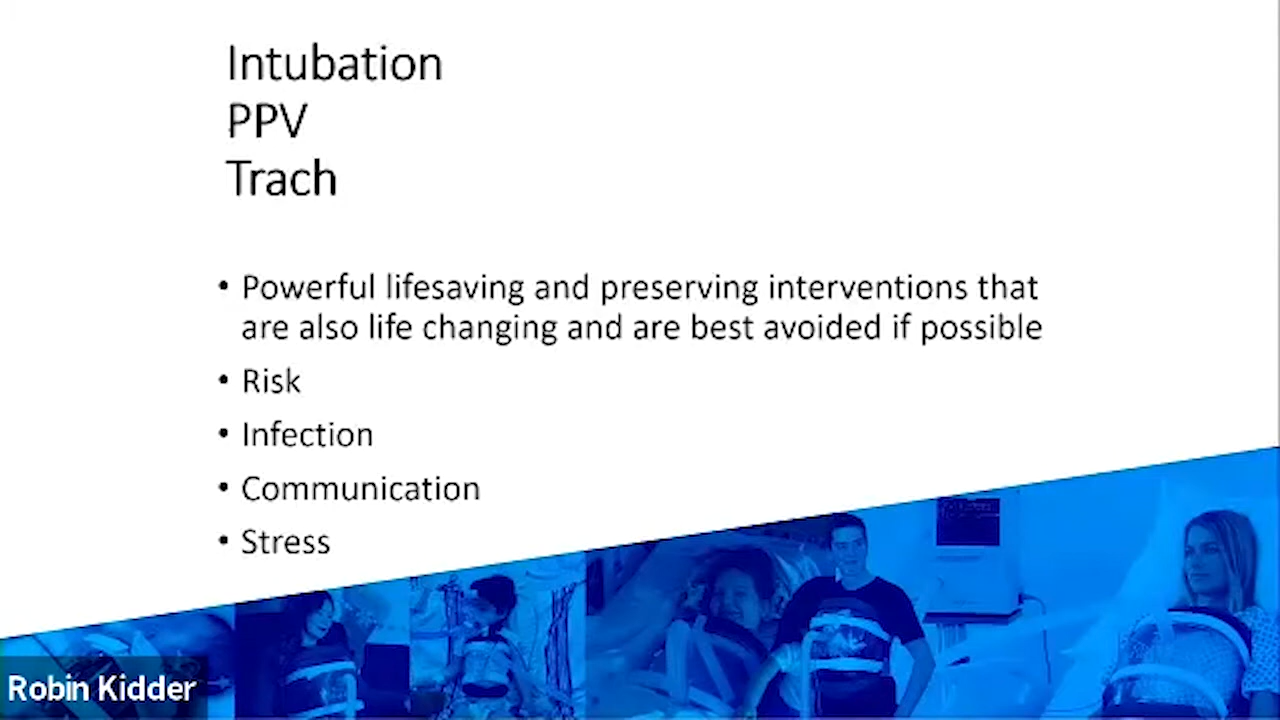 Intubation
PPV
Trach
• Powerful lifesaving and preserving interventions that
are also life changing and are best avoided if possible
• Risk
• Infection
• Communication
• Stress
Robin Kidder